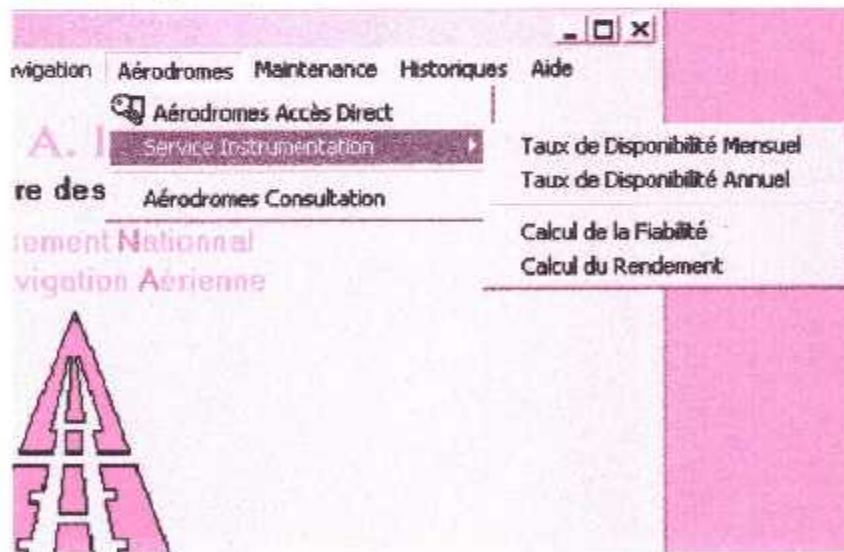 vigation Aérodromes Maintenance Historiques Aide
Aérodromes Accès Direct
Service Instrumentation
Aérodromes Consultation
Taux de Disponibilité Mensuel
Taux de Disponibilité Annuel
Calcul de la Fiabilité
Calcul du Rendement
A. I
re des
ement Nationnal
vigation Aérienne